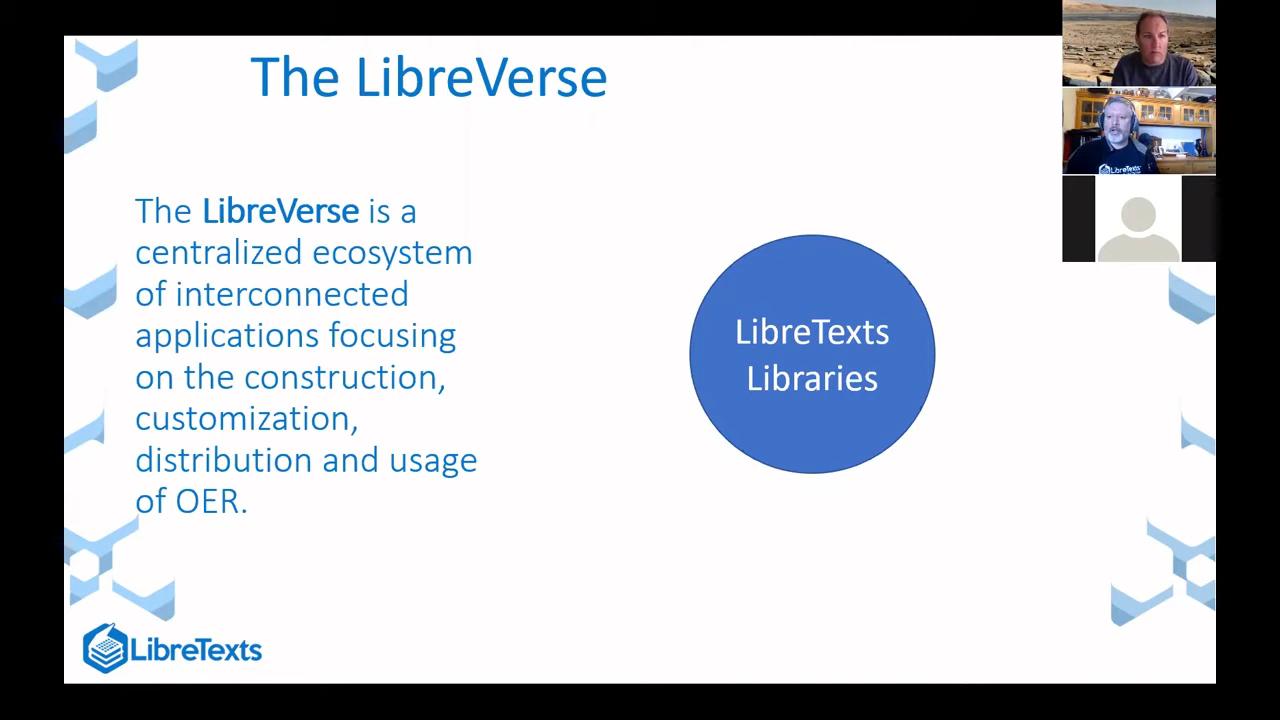 The LibreVerse
The LibreVerse is a
centralized ecosystem
of interconnected
applications focusing
on the construction,
customization,
distribution and usage
of OER.
LibreTexts
Libraries
LibreTexts
LibreTexts